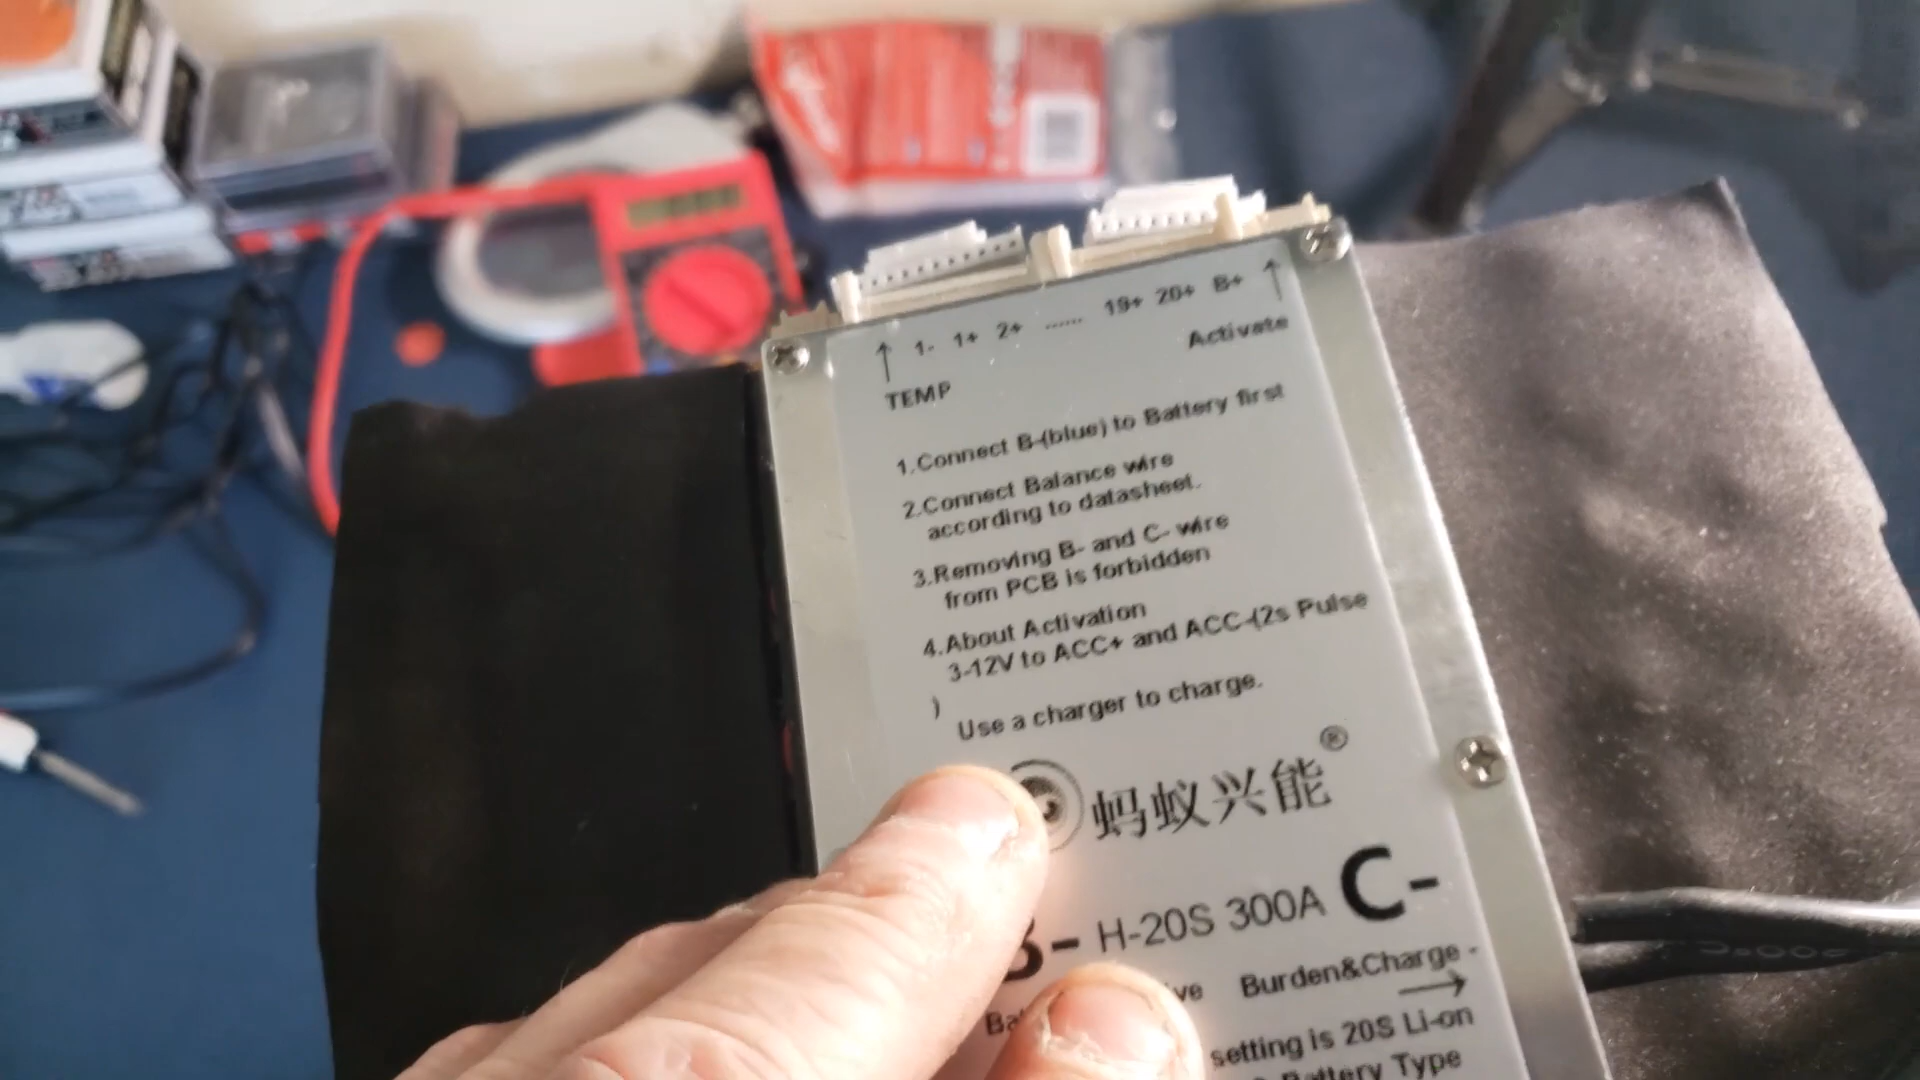 1- 1+ 2+ ...... 19+ 20+ B+
TEMP
Activate
1.Connect B-(blue) to Battery first
2.Connect Balance wire
according to datasheet.
3.Removing B- and C- wire
from PCB is forbidden
4.About Activation
3-12V to ACC+ and ACC-(2s Pulse
)
Use a charger to charge.
蚂蚁兴能®
B- H-20S 300A C-
Burden&Charge -
setting is 20S Li-on
Battery Type